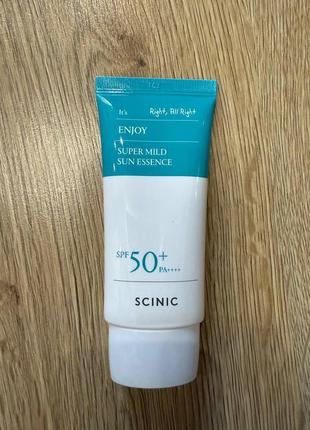 It's Right, All Right
ENJOY
SUPER MILD
SUN ESSENCE
SPF 50+
PA++++
SCINIC